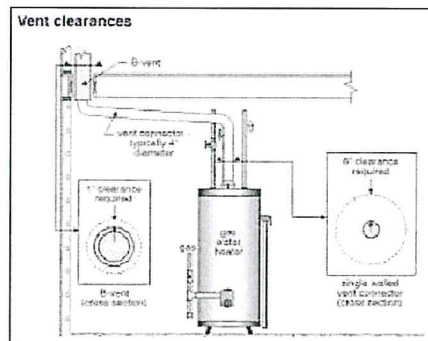 Vent clearances
B-vent
vent connector -
typically 4"
diameter
1" clearance
required
B-vent
(cross section)
gas
gas
water
heater
6" clearance
required
single walled
vent connector
(cross section)